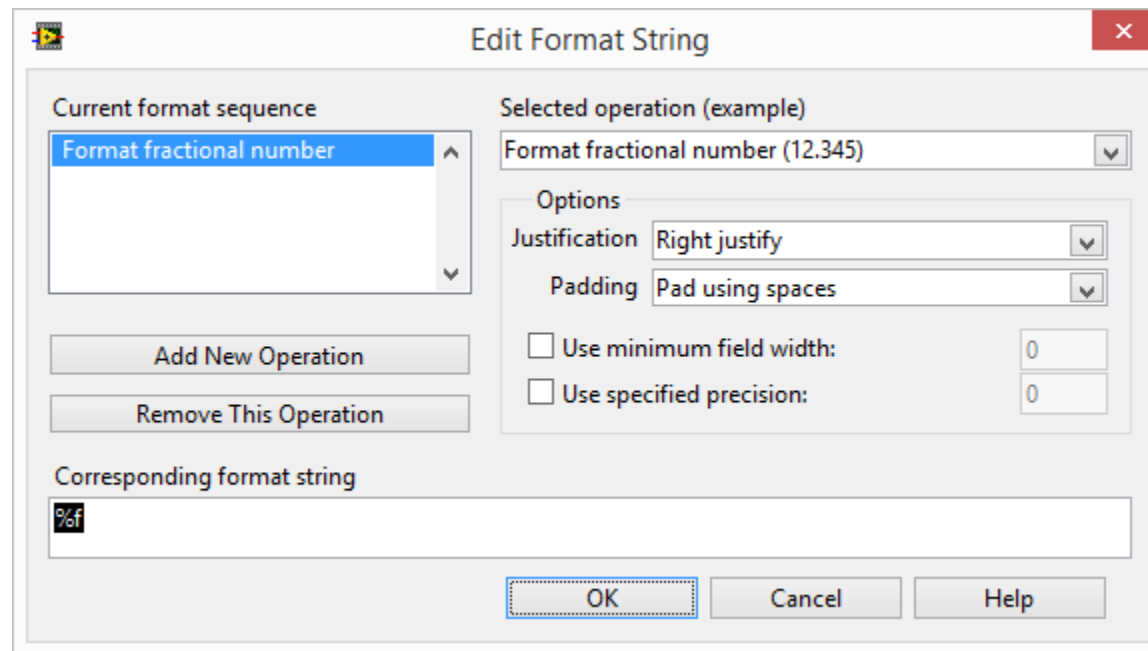 Edit Format String
Current format sequence
Format fractional number
Add New Operation
Remove This Operation
Selected operation (example)
Format fractional number (12.345)
Options
Justification Right justify
Padding Pad using spaces
Use minimum field width: 0
Use specified precision: 0
Corresponding format string
%f
OK Cancel Help